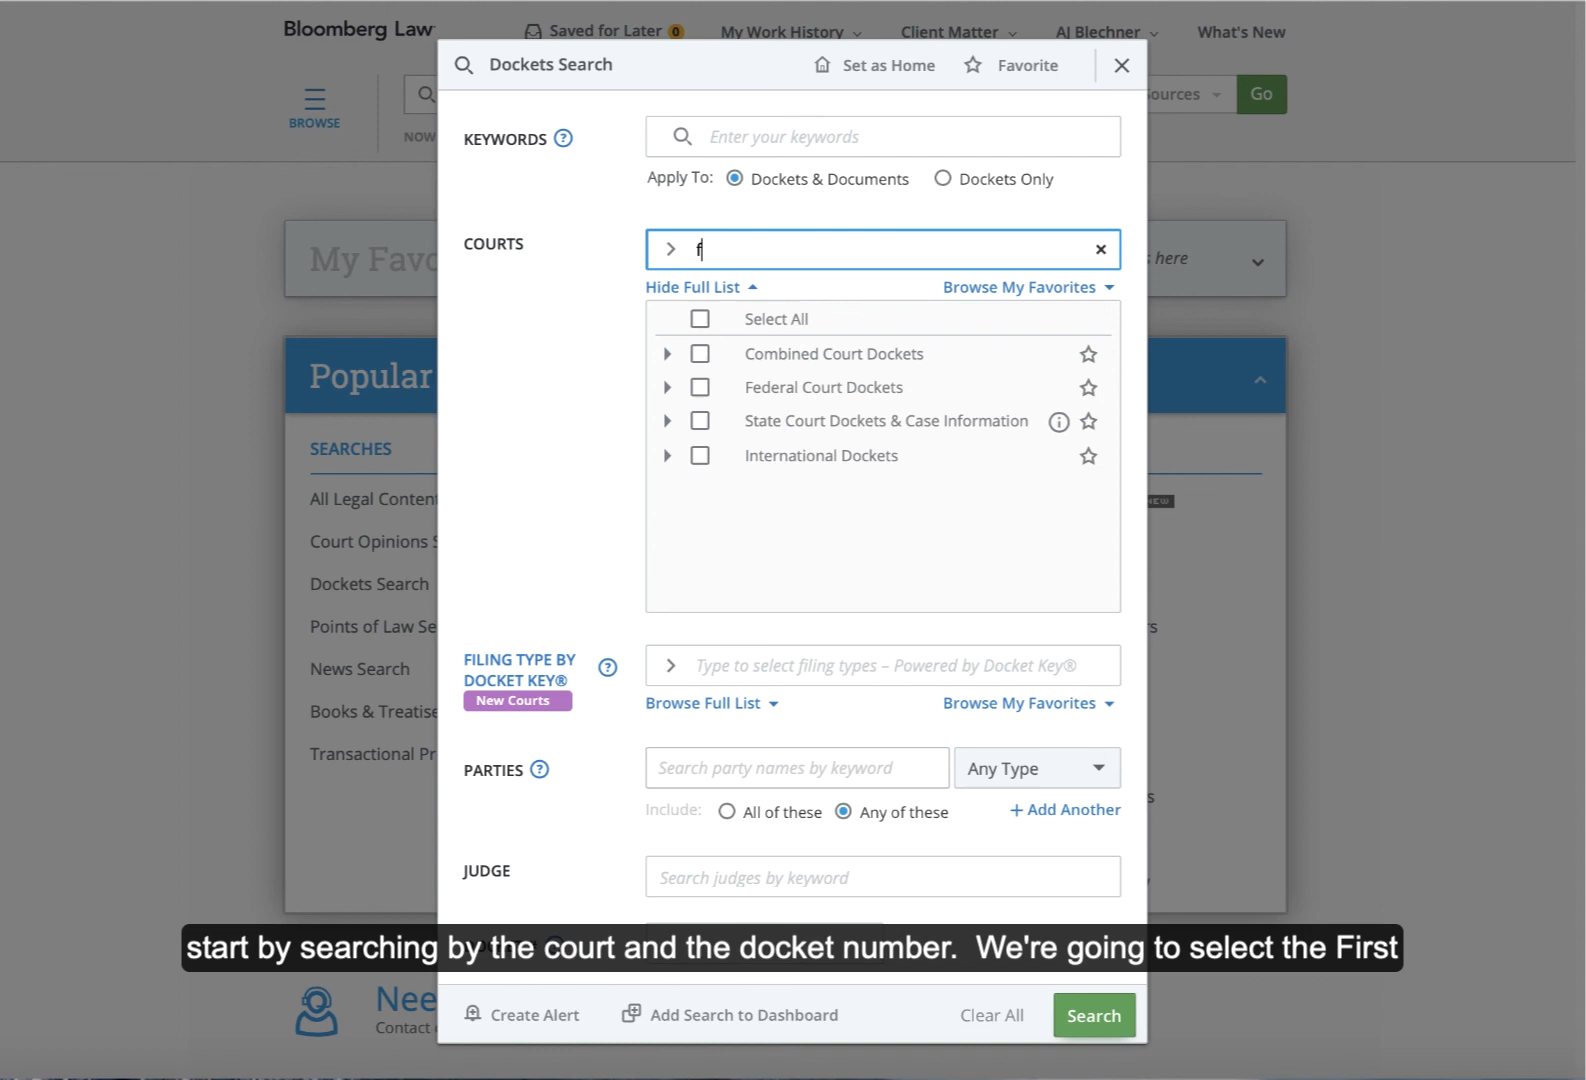 Bloomberg Law
Saved for Later 0
My Work History
Client Matter
AJ Blechner
What's New
Dockets Search
Set as Home
Favorite
BROWSE
NOW
Sources
Go
KEYWORDS ?
Enter your keywords
Apply To: Dockets & Documents Dockets Only
My Favo
COURTS
f
here
Hide Full List
Browse My Favorites
Select All
Combined Court Dockets
Federal Court Dockets
State Court Dockets & Case Information
International Dockets
Popular
SEARCHES
All Legal Conten
NEW
Court Opinions S
Dockets Search
Points of Law Se
News Search
Books & Treatise
Transactional Pr
FILING TYPE BY
DOCKET KEY® ?
New Courts
Type to select filing types – Powered by Docket Key®
Browse Full List
Browse My Favorites
PARTIES ?
Search party names by keyword
Any Type
Include: All of these Any of these
+ Add Another
JUDGE
Search judges by keyword
start by searching by the court and the docket number. We're going to select the First
Nee
Contact
Create Alert
Add Search to Dashboard
Clear All
Search